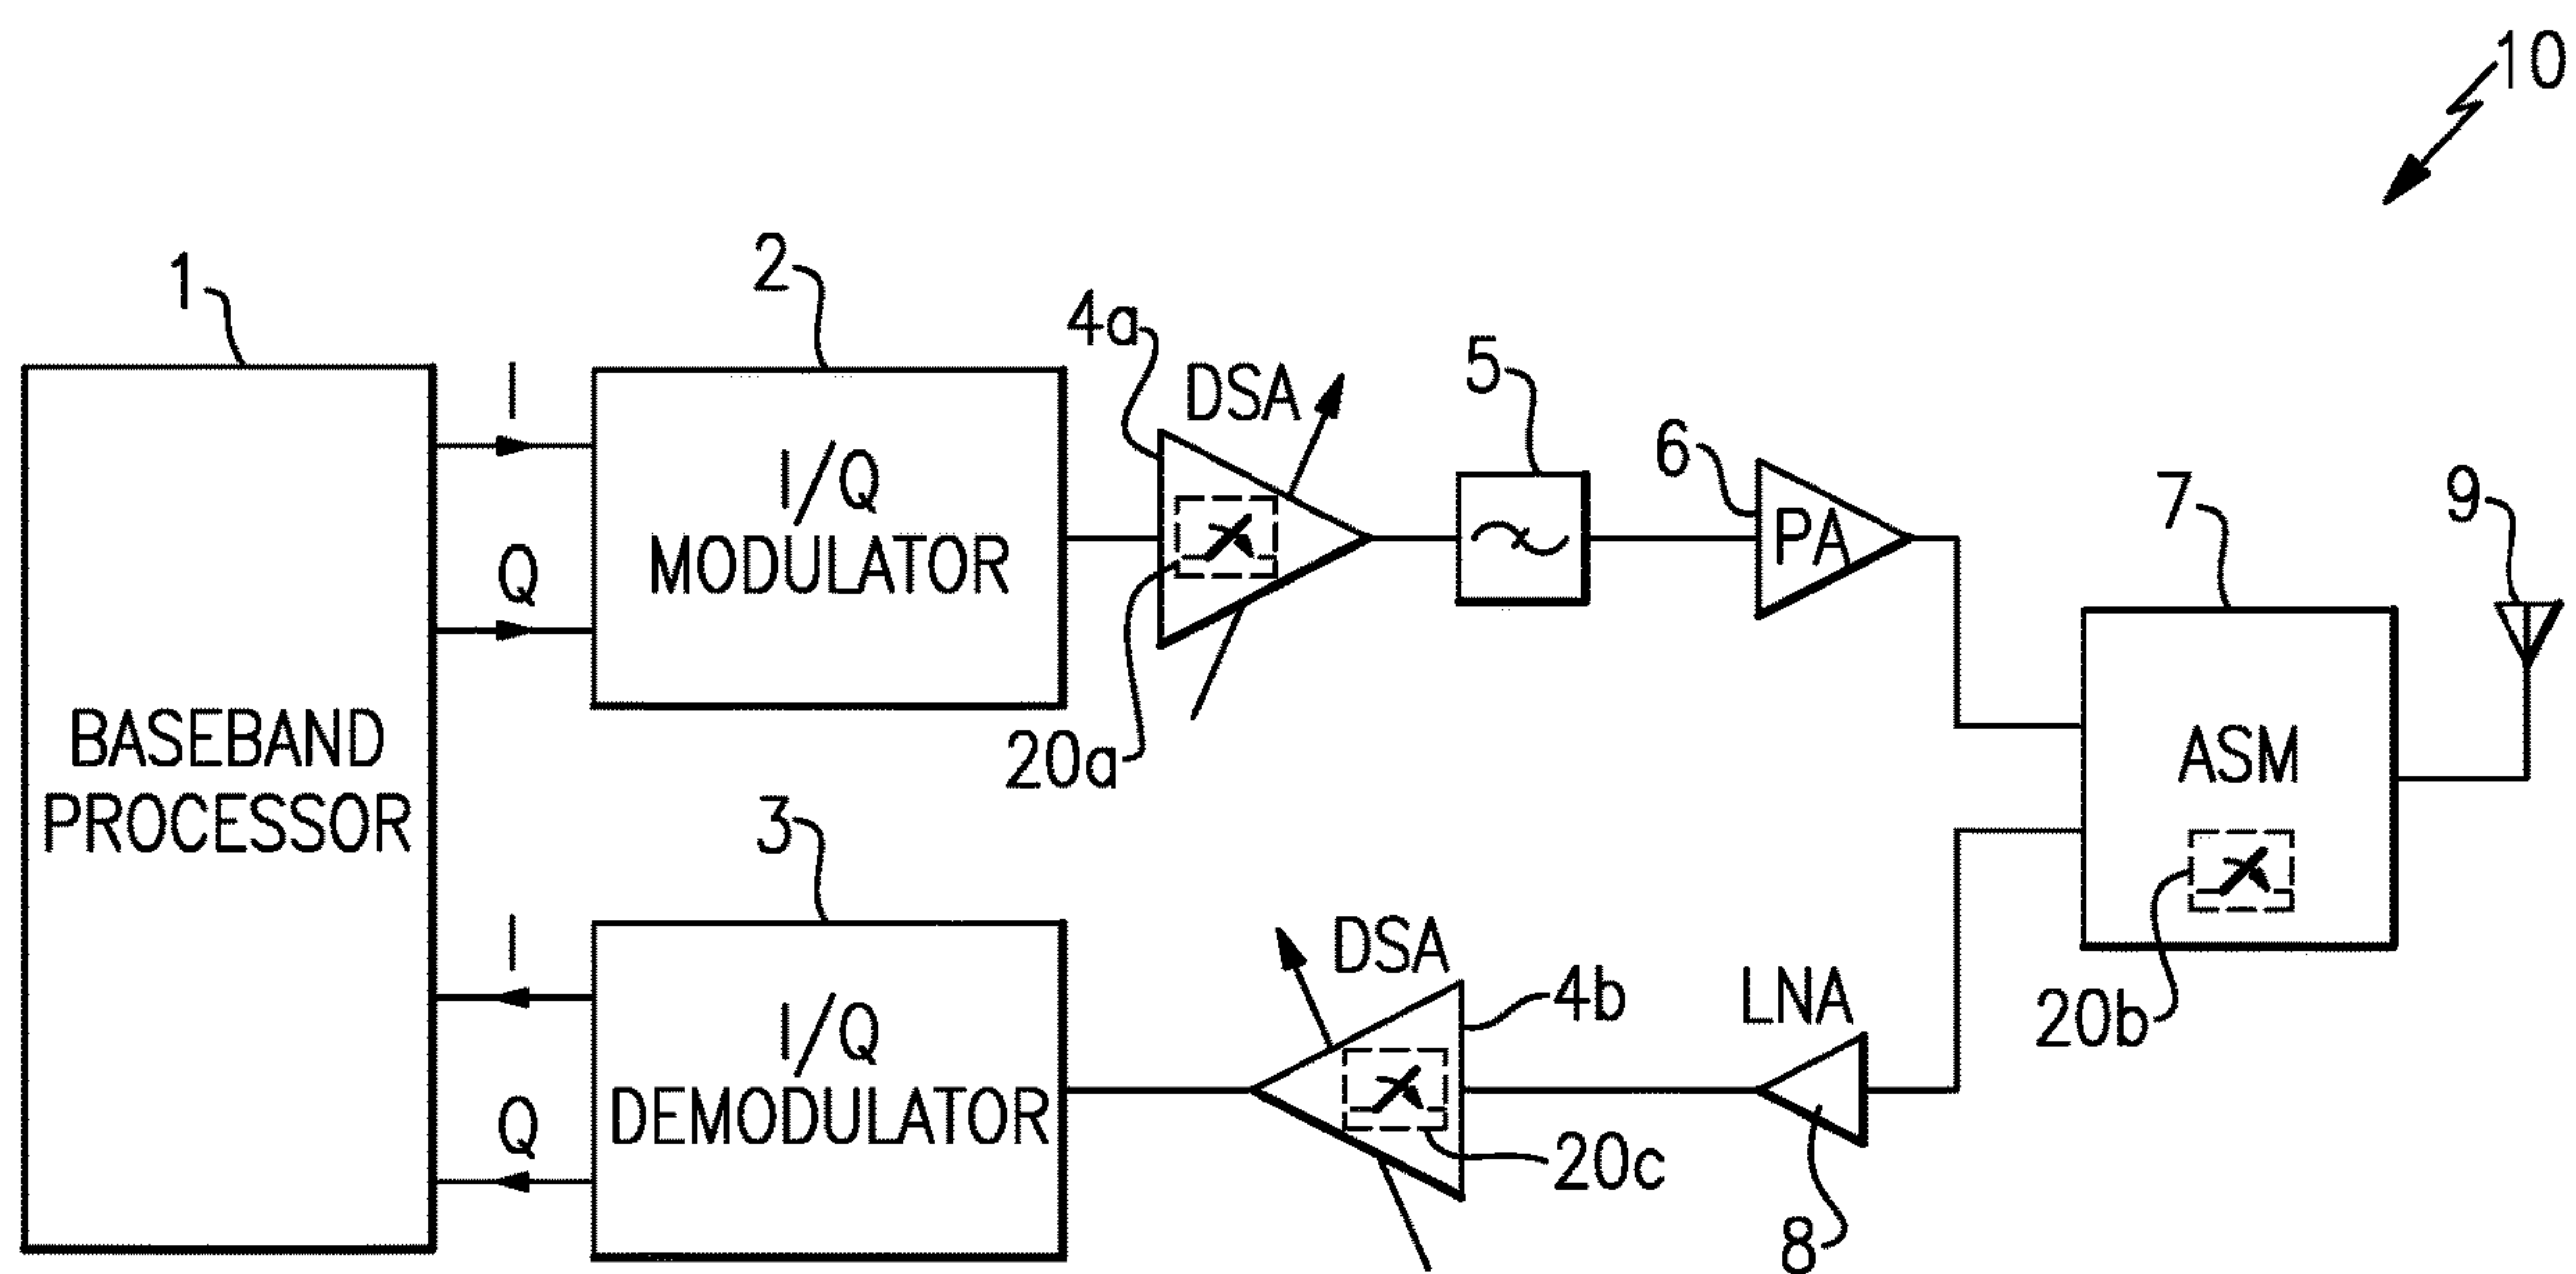 10
1
2
4a
DSA
5
6
7
9
I
Q
I/Q
MODULATOR
PA
20a
BASEBAND
PROCESSOR
ASM
3
I
Q
I/Q
DEMODULATOR
DSA
4b
LNA
20b
20c
8